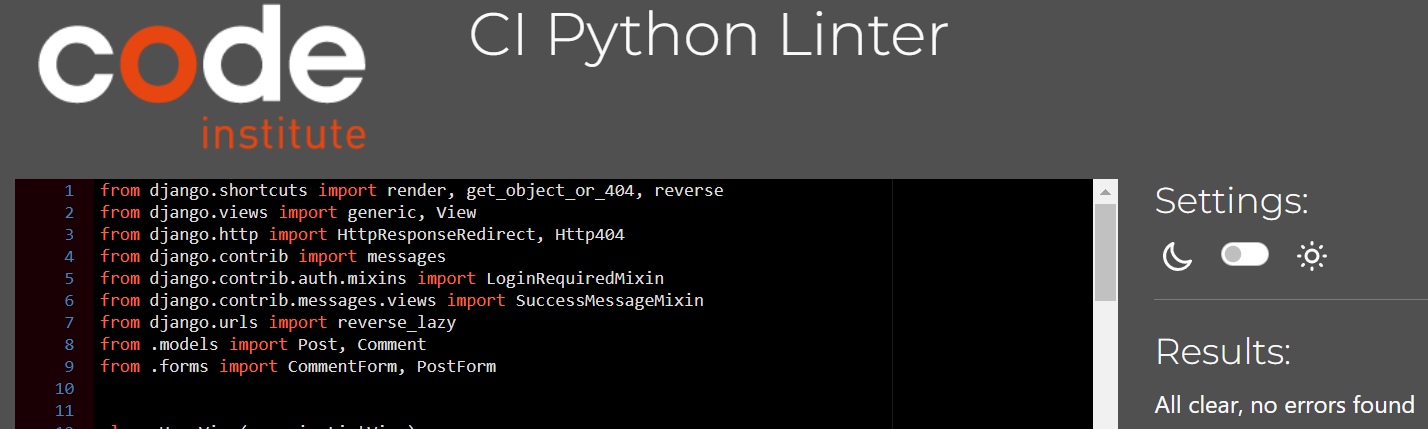 code
institute
CI Python Linter
1 from django.shortcuts import render, get_object_or_404, reverse
2 from django.views import generic, View
3 from django.http import HttpResponseRedirect, Http404
4 from django.contrib import messages
5 from django.contrib.auth.mixins import LoginRequiredMixin
6 from django.contrib.messages.views import SuccessMessageMixin
7 from django.urls import reverse_lazy
8 from .models import Post, Comment
9 from .forms import CommentForm, PostForm
10
11
Settings:
Results:
All clear, no errors found